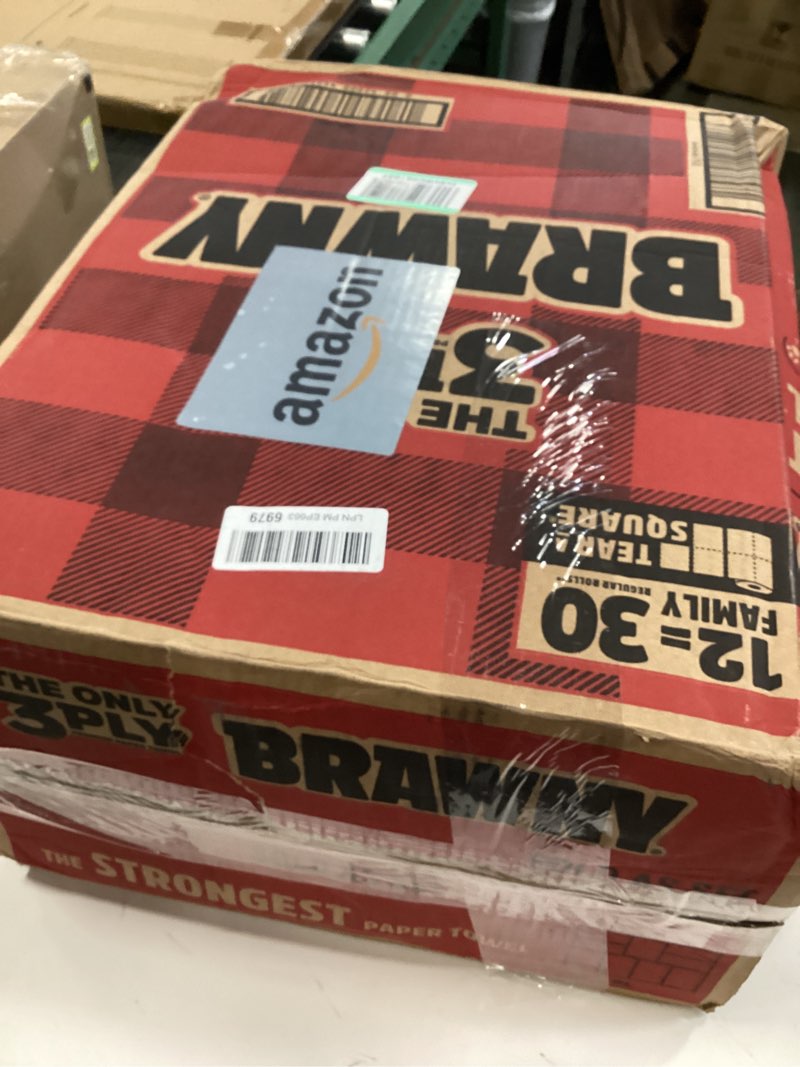 BRAWNY
THE 3
amazon
LPN PM EP663 6979
TEAR A
SQUARE
12=30
FAMILY REGULAR ROLLS
THE ONLY
3PLY
BRAWNY
THE STRONGEST PAPER TOWEL